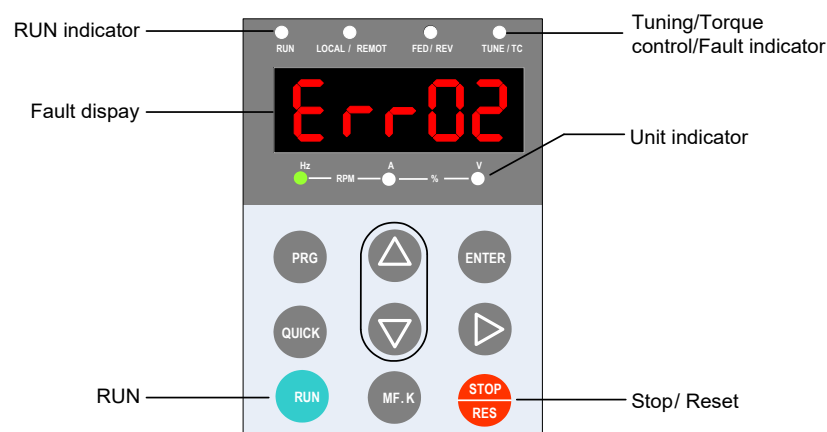 RUN indicator
Tuning/Torque
control/Fault indicator
RUN
LOCAL / REMOT
FED/ REV
TUNE/TC
Fault dispay
Err02
Unit indicator
Hz
RPM
A
%
V
PRG
ENTER
QUICK
RUN
RUN
MF.K
STOP
RES
Stop/ Reset